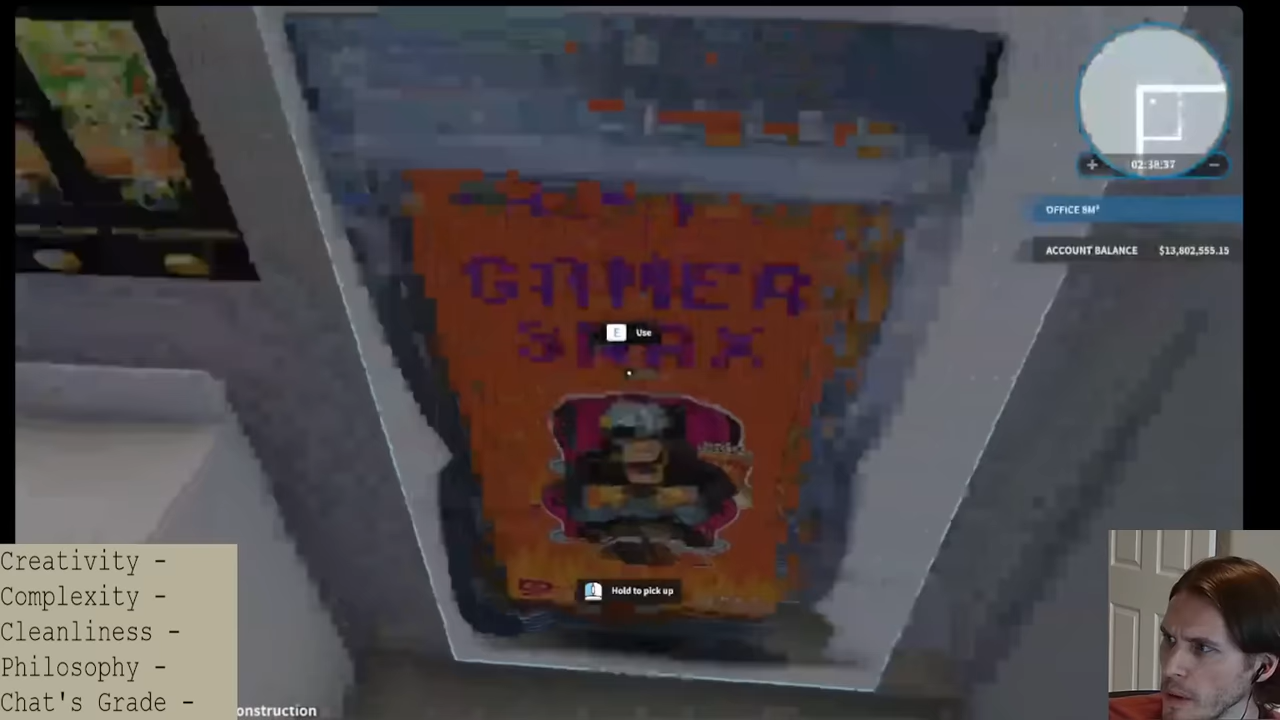 02:38:37
OFFICE 8M²
ACCOUNT BALANCE $13,802,555.15
GAMER
SNAX
E Use
Hold to pick up
Creativity -
Complexity -
Cleanliness -
Philosophy -
Chat's Grade -
onstruction